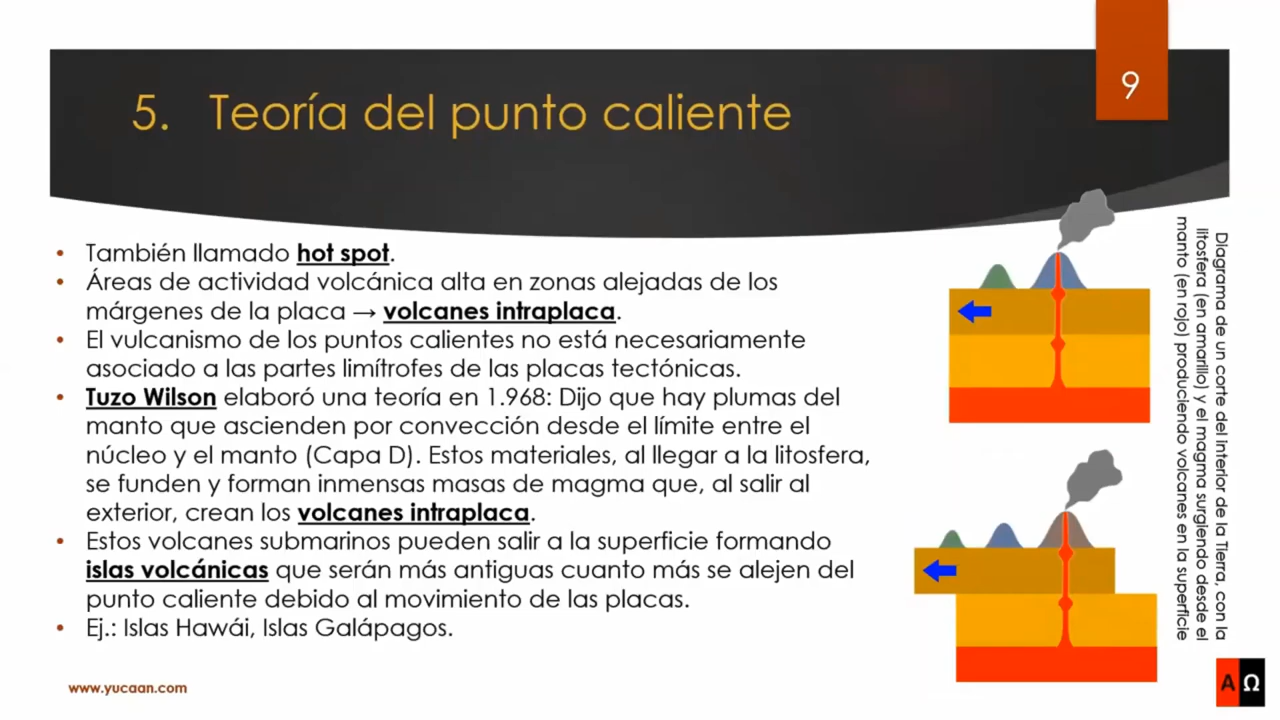 9
5. Teoría del punto caliente
• También llamado hot spot.
• Áreas de actividad volcánica alta en zonas alejadas de los
márgenes de la placa → volcanes intraplaca.
• El vulcanismo de los puntos calientes no está necesariamente
asociado a las partes limítrofes de las placas tectónicas.
• Tuzo Wilson elaboró una teoría en 1.968: Dijo que hay plumas del
manto que ascienden por convección desde el límite entre el
núcleo y el manto (Capa D). Estos materiales, al llegar a la litosfera,
se funden y forman inmensas masas de magma que, al salir al
exterior, crean los volcanes intraplaca.
• Estos volcanes submarinos pueden salir a la superficie formando
islas volcánicas que serán más antiguas cuanto más se alejen del
punto caliente debido al movimiento de las placas.
• Ej.: Islas Hawái, Islas Galápagos.
Diagrama de un corte del interior de la Tierra, con la
litosfera (en amarillo) y el magma surgiendo desde el
manto (en rojo) produciendo volcanes en la superficie
www.yucaan.com
ΑΩ